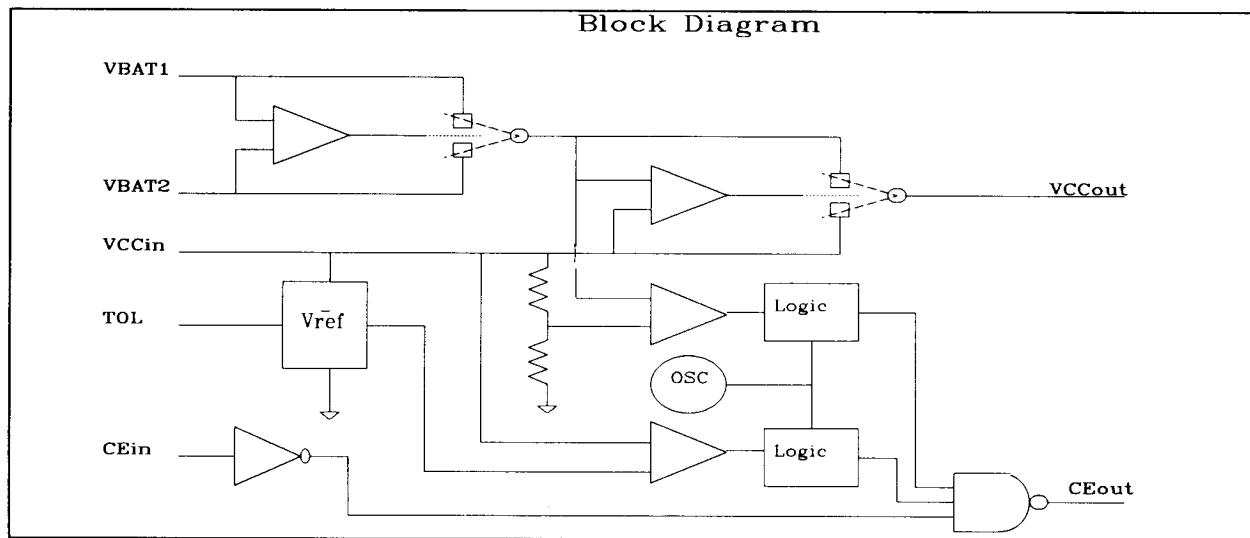 Block Diagram
VBAT1
VBAT2
VCCout
VCCin
TOL
Vref
Logic
OSC
CEin
Logic
CEout